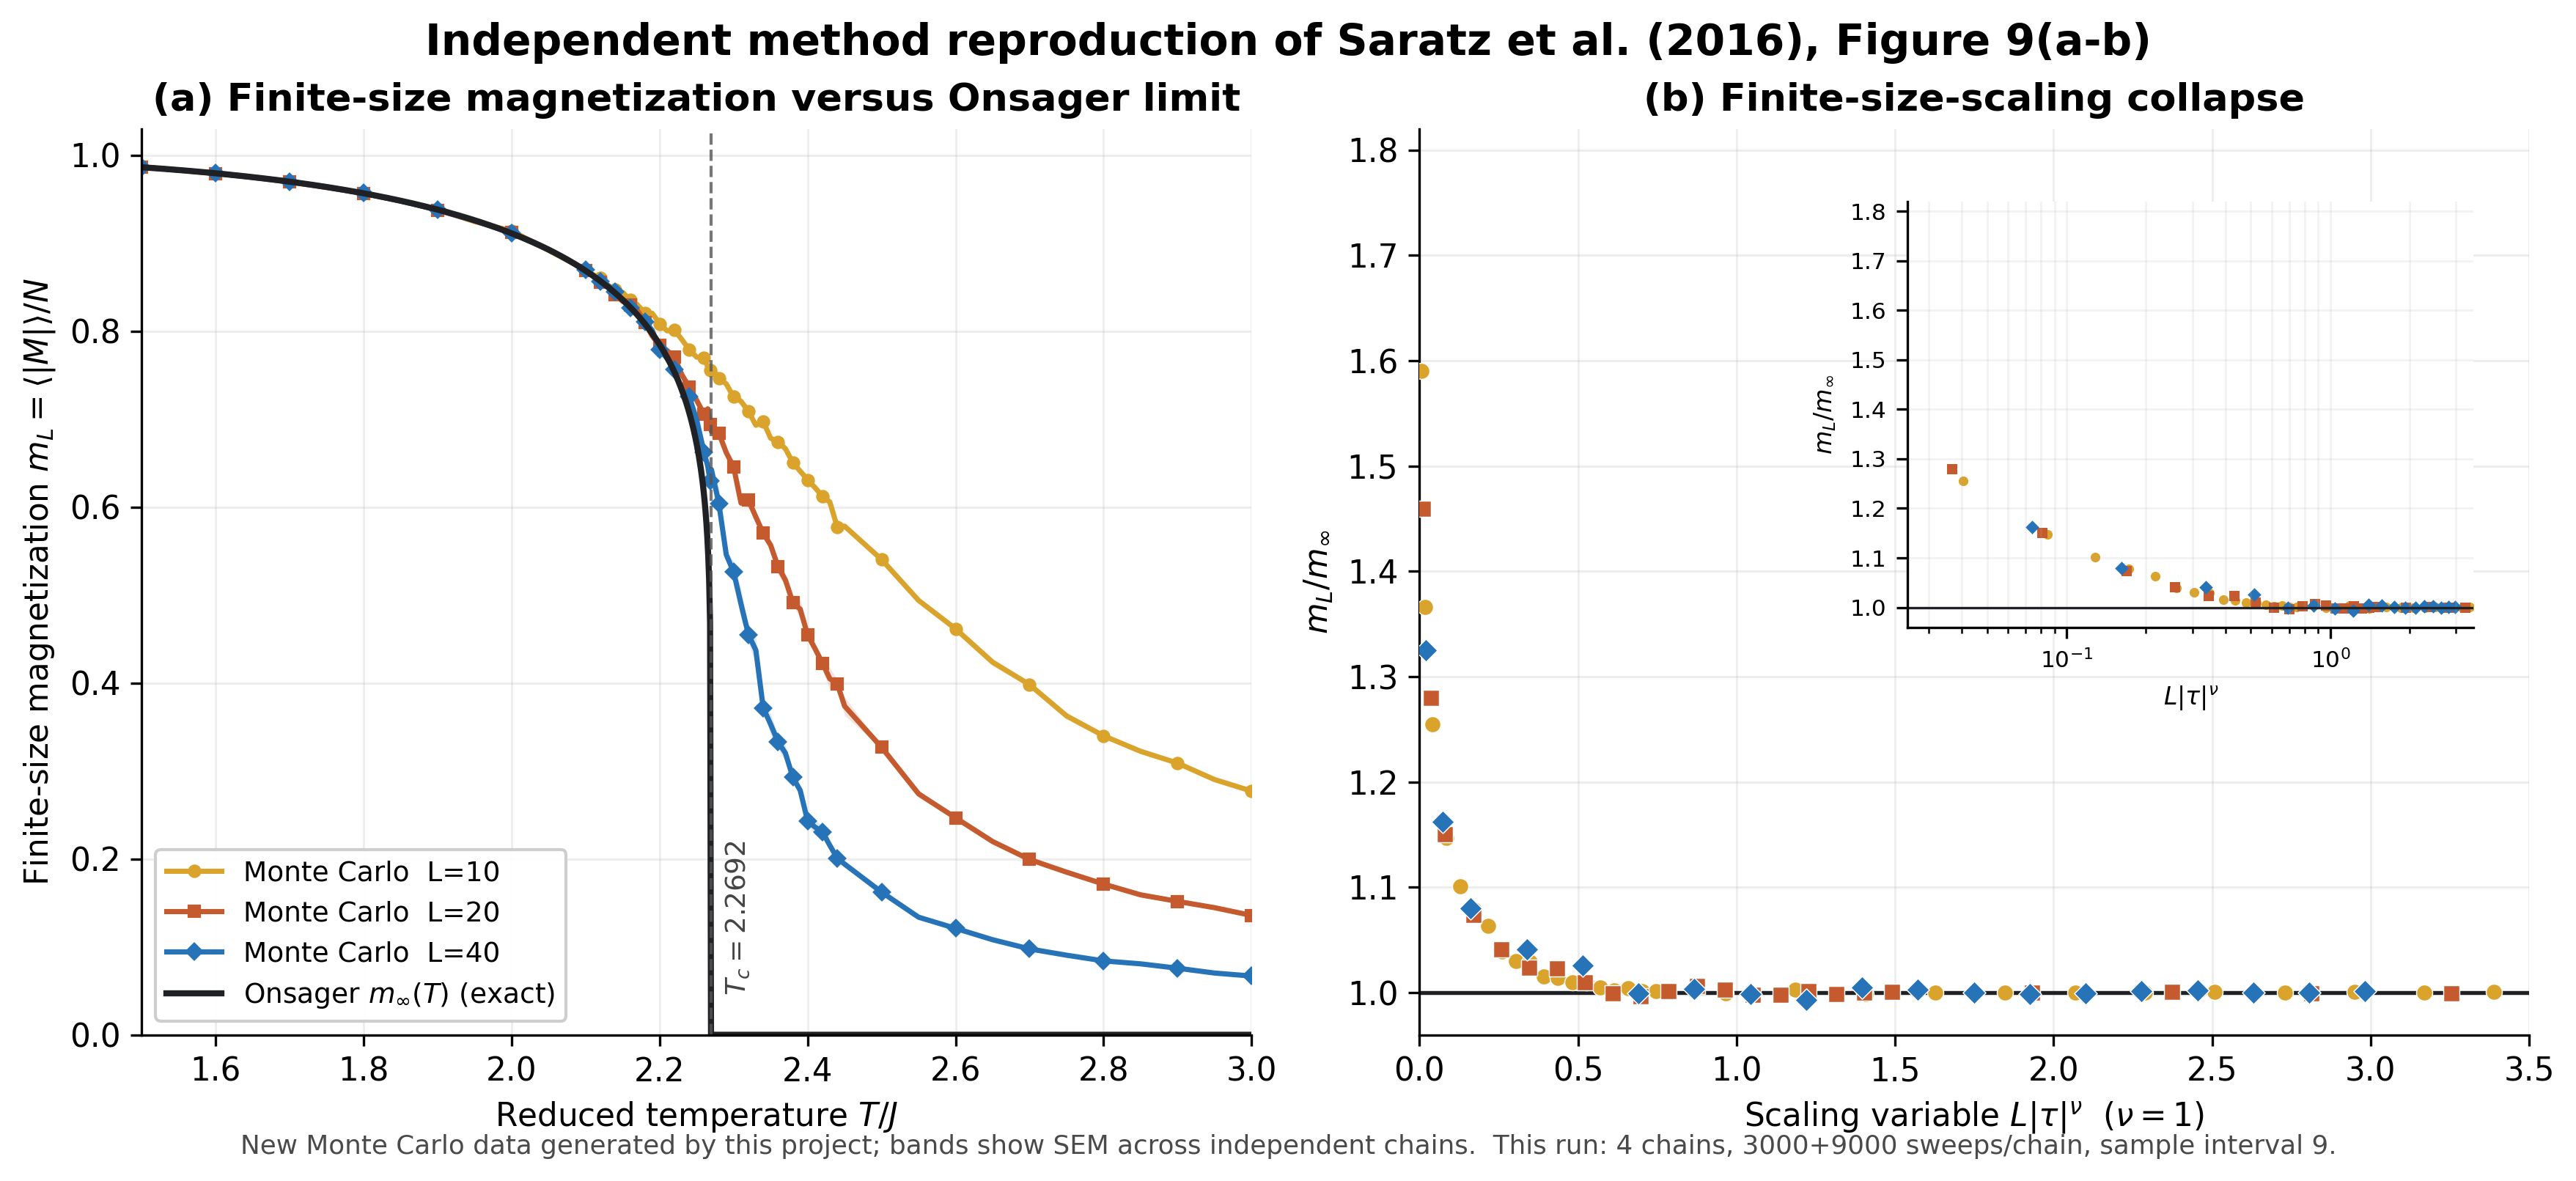 Independent method reproduction of Saratz et al. (2016), Figure 9(a-b)
(a) Finite-size magnetization versus Onsager limit
1.0
0.8
0.6
0.4
0.2
0.0
Finite-size magnetization m_L = ⟨|M|⟩/N
Monte Carlo L=10
Monte Carlo L=20
Monte Carlo L=40
Onsager m_∞(T) (exact)
T_c = 2.2692
1.6 1.8 2.0 2.2 2.4 2.6 2.8 3.0
Reduced temperature T/J
(b) Finite-size-scaling collapse
1.8
1.7
1.6
1.5
1.4
1.3
1.2
1.1
1.0
m_L/m_∞
1.8
1.7
1.6
1.5
1.4
1.3
1.2
1.1
1.0
m_L/m_∞
10⁻¹ 10⁰
L|τ|^ν
0.0 0.5 1.0 1.5 2.0 2.5 3.0 3.5
Scaling variable L|τ|^ν (ν = 1)
New Monte Carlo data generated by this project; bands show SEM across independent chains. This run: 4 chains, 3000+9000 sweeps/chain, sample interval 9.